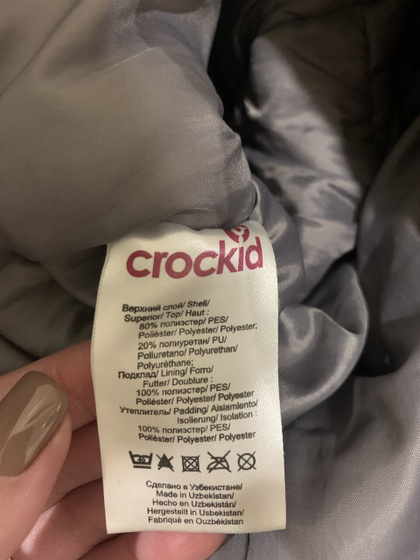 crockid
Верхний слой/ Shell/
Superior/ Top/ Haut :
80% полиэстер/ PES/
Poliéster/ Polyester/ Polyester;
20% полиуретан/ PU/
Poliuretano/ Polyurethan/
Polyuréthane;
Подклад/ Lining/ Forro/
Futter/ Doublure :
100% полиэстер/ PES/
Poliéster/ Polyester/ Polyester
Утеплитель/ Padding/ Aislamiento/
Isolierung/ Isolation :
100% полиэстер/ PES/
Poliéster/ Polyester/ Polyester
Сделано в Узбекистане/
Made in Uzbekistan/
Hecho en Uzbekistán/
Hergestellt in Usbekistan/
Fabriqué en Ouzbékistan